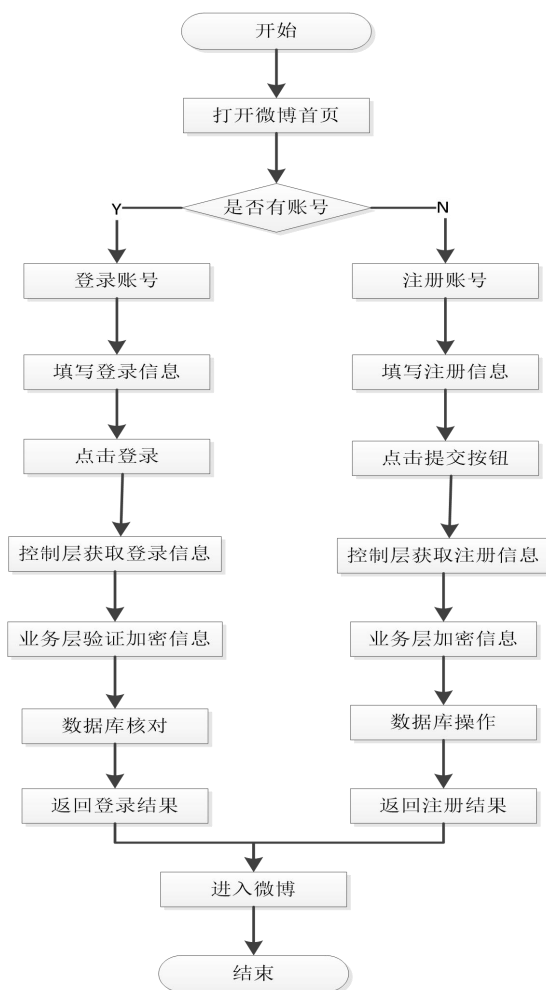 开始
打开微博首页
是否有账号
Y
N
登录账号
注册账号
填写登录信息
填写注册信息
点击登录
点击提交按钮
控制层获取登录信息
控制层获取注册信息
业务层验证加密信息
业务层加密信息
数据库核对
数据库操作
返回登录结果
返回注册结果
进入微博
结束